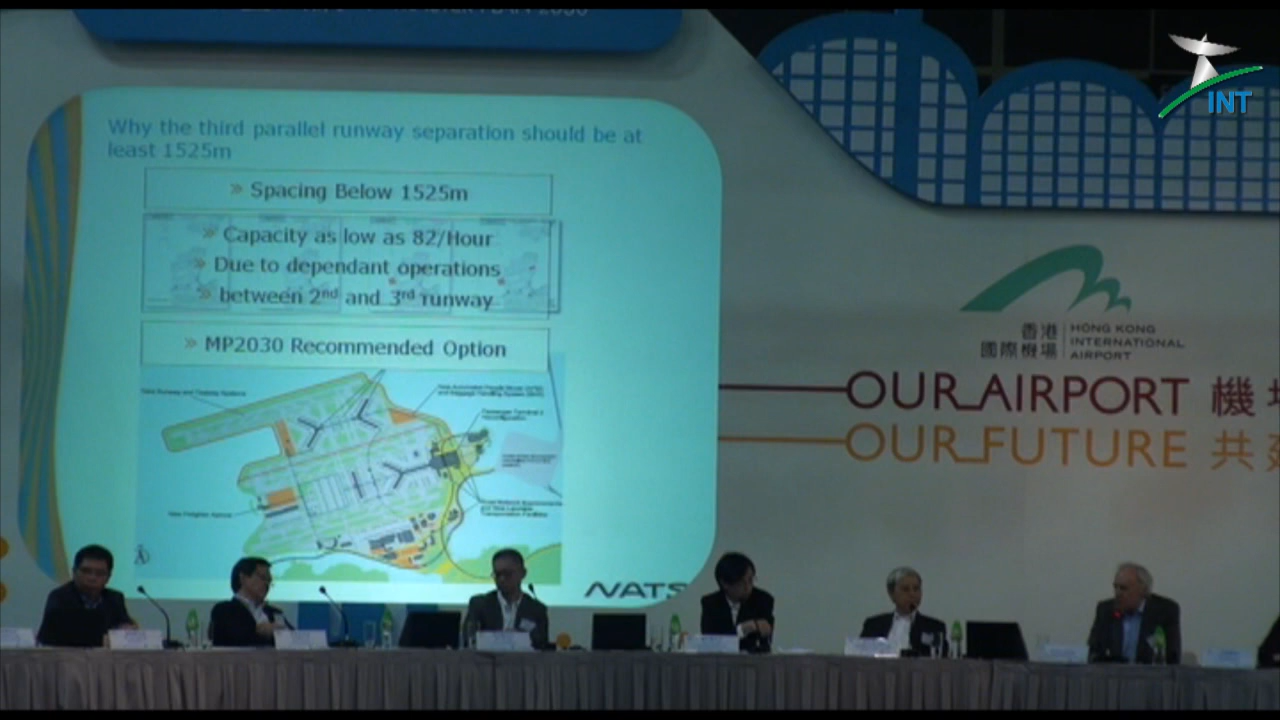 INT
Why the third parallel runway separation should be at
least 1525m
» Spacing Below 1525m
» Capacity as low as 82/Hour
» Due to dependant operations
» between 2nd and 3rd runway
» MP2030 Recommended Option
NATS
香港
國際機場
HONG KONG
INTERNATIONAL
AIRPORT
OUR AIRPORT 機
OUR FUTURE 共